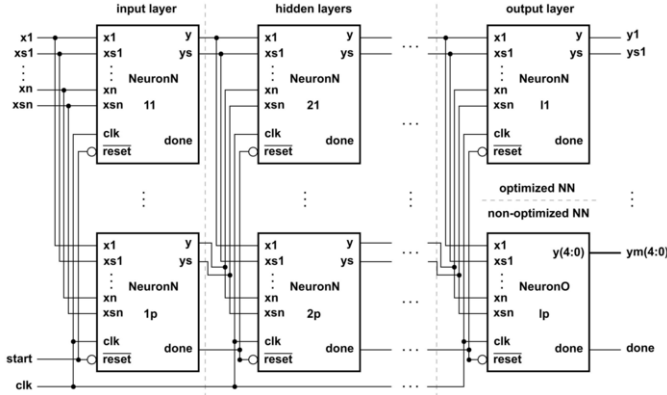 input layer hidden layers output layer
x1 x1 y x1 y x1 y y1
xs1 xs1 ys xs1 ys ... xs1 ys ys1
NeuronN NeuronN NeuronN
xn xn xn xn
xsn xsn 11 xsn 21 xsn l1
clk clk ... clk
done done done
reset reset reset
optimized NN
non-optimized NN
x1 y x1 y x1
xs1 ys xs1 ys ... xs1 y(4:0) ym(4:0)
NeuronN NeuronN NeuronO
xn xn xn
xsn 1p xsn 2p ... xsn lp
clk clk clk
done done ... done done
start reset reset reset
clk ...